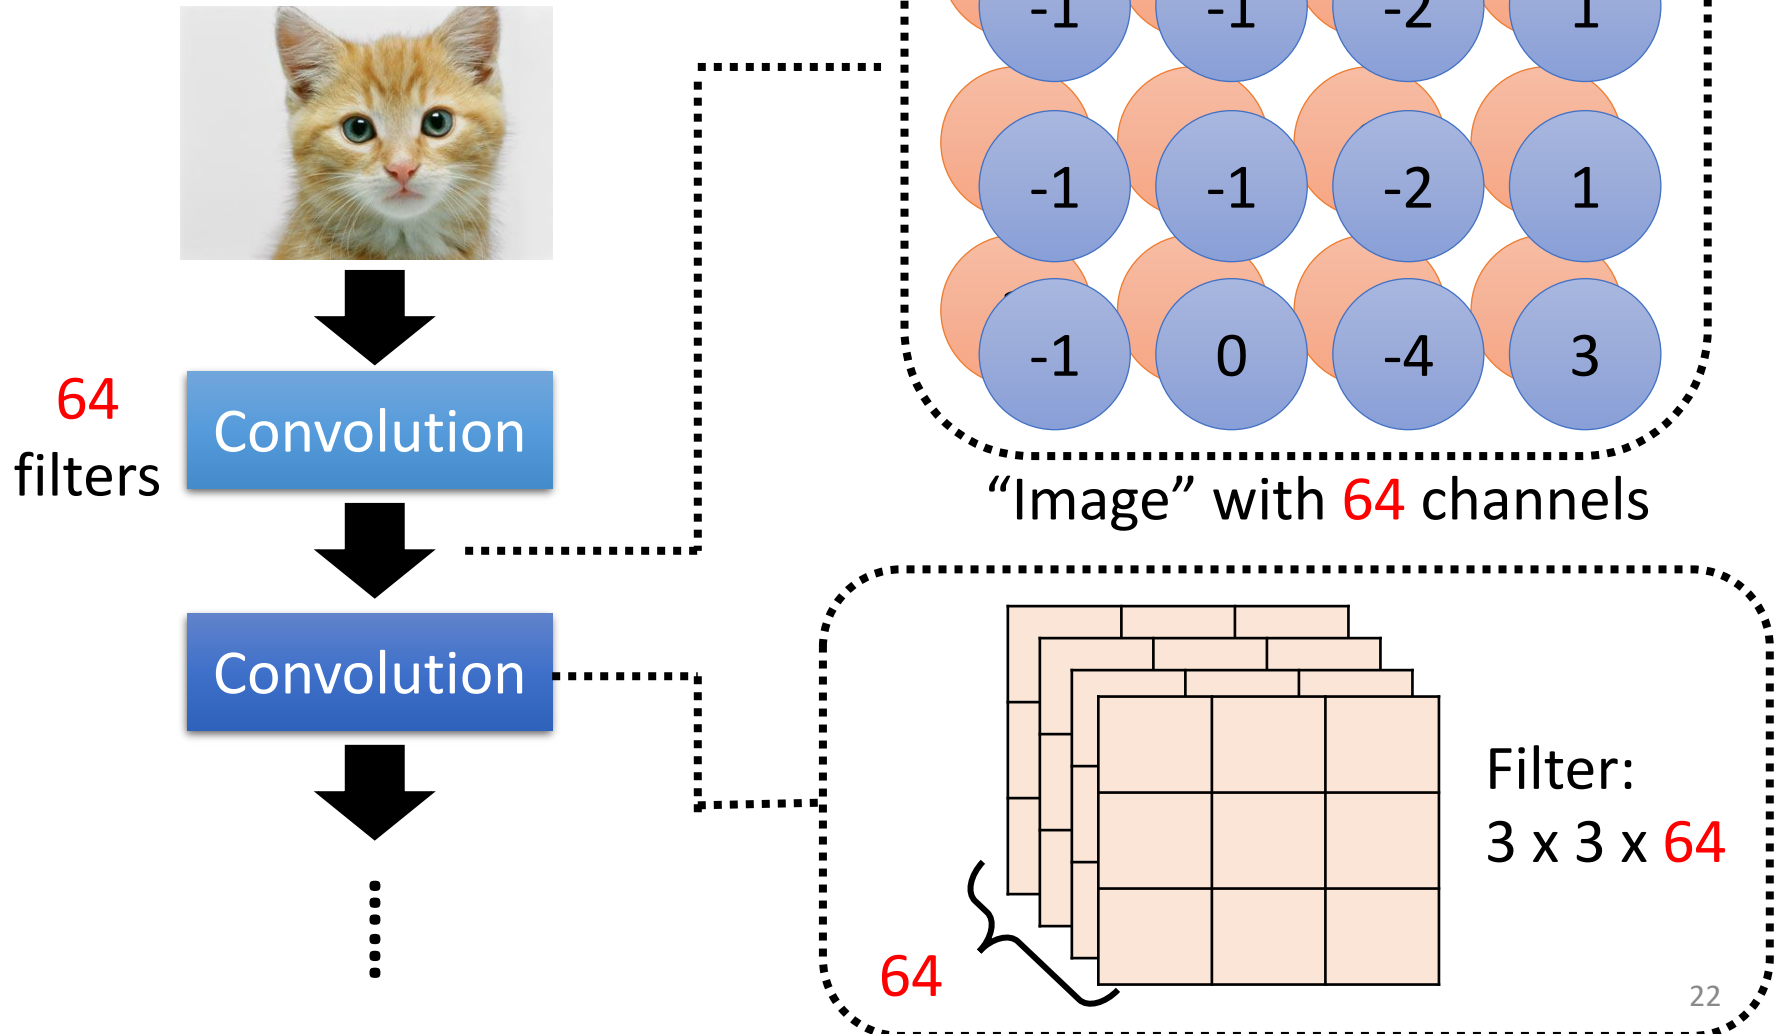 -1 -1 -2 1
-1 -1 -2 1
-1 0 -4 3
64
filters
Convolution
“Image” with 64 channels
Convolution
Filter:
3 x 3 x 64
64
22